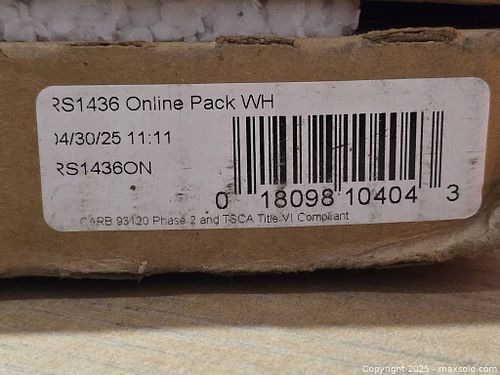 RS1436 Online Pack WH
04/30/25 11:11
RS1436ON
0 18098 10404 3
CARB 93120 Phase 2 and TSCA Title VI Compliant
Copyright 2025 - maxsold.com